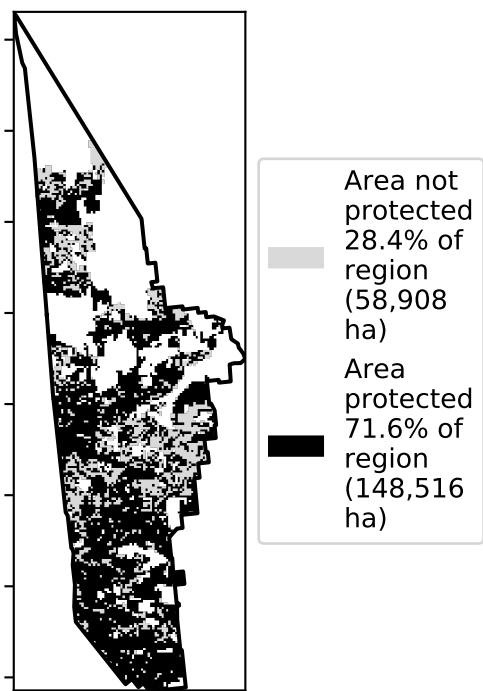 Area not
protected
28.4% of
region
(58,908
ha)
Area
protected
71.6% of
region
(148,516
ha)